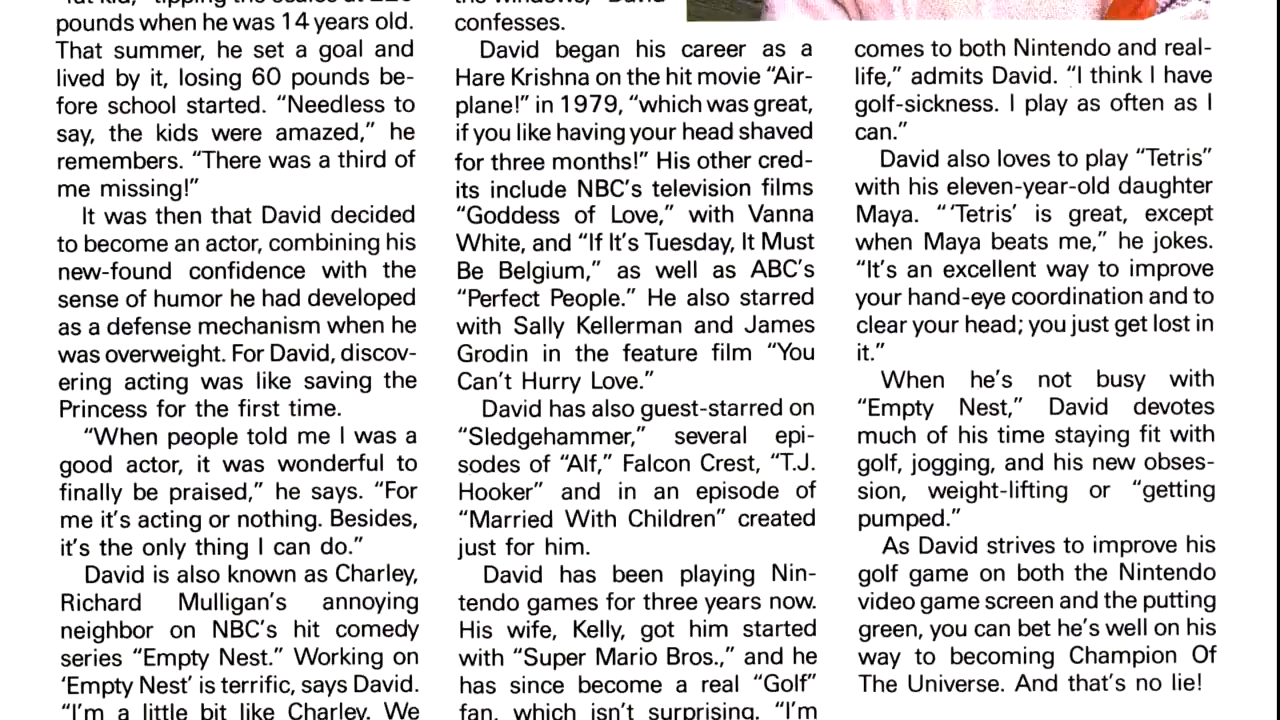 pounds when he was 14 years old.
That summer, he set a goal and
lived by it, losing 60 pounds be-
fore school started. “Needless to
say, the kids were amazed,” he
remembers. “There was a third of
me missing!”
It was then that David decided
to become an actor, combining his
new-found confidence with the
sense of humor he had developed
as a defense mechanism when he
was overweight. For David, discov-
ering acting was like saving the
Princess for the first time.
“When people told me I was a
good actor, it was wonderful to
finally be praised,” he says. “For
me it’s acting or nothing. Besides,
it’s the only thing I can do.”
David is also known as Charley,
Richard Mulligan’s annoying
neighbor on NBC’s hit comedy
series “Empty Nest.” Working on
‘Empty Nest’ is terrific, says David.
“I’m a little bit like Charley. We
confesses.
David began his career as a
Hare Krishna on the hit movie “Air-
plane!” in 1979, “which was great,
if you like having your head shaved
for three months!” His other cred-
its include NBC’s television films
“Goddess of Love,” with Vanna
White, and “If It’s Tuesday, It Must
Be Belgium,” as well as ABC’s
“Perfect People.” He also starred
with Sally Kellerman and James
Grodin in the feature film “You
Can’t Hurry Love.”
David has also guest-starred on
“Sledgehammer,” several epi-
sodes of “Alf,” Falcon Crest, “T.J.
Hooker” and in an episode of
“Married With Children” created
just for him.
David has been playing Nin-
tendo games for three years now.
His wife, Kelly, got him started
with “Super Mario Bros.,” and he
has since become a real “Golf”
fan, which isn’t surprising. “I’m
comes to both Nintendo and real-
life,” admits David. “I think I have
golf-sickness. I play as often as I
can.”
David also loves to play “Tetris”
with his eleven-year-old daughter
Maya. “ ‘Tetris’ is great, except
when Maya beats me,” he jokes.
“It’s an excellent way to improve
your hand-eye coordination and to
clear your head; you just get lost in
it.”
When he’s not busy with
“Empty Nest,” David devotes
much of his time staying fit with
golf, jogging, and his new obses-
sion, weight-lifting or “getting
pumped.”
As David strives to improve his
golf game on both the Nintendo
video game screen and the putting
green, you can bet he’s well on his
way to becoming Champion Of
The Universe. And that’s no lie!